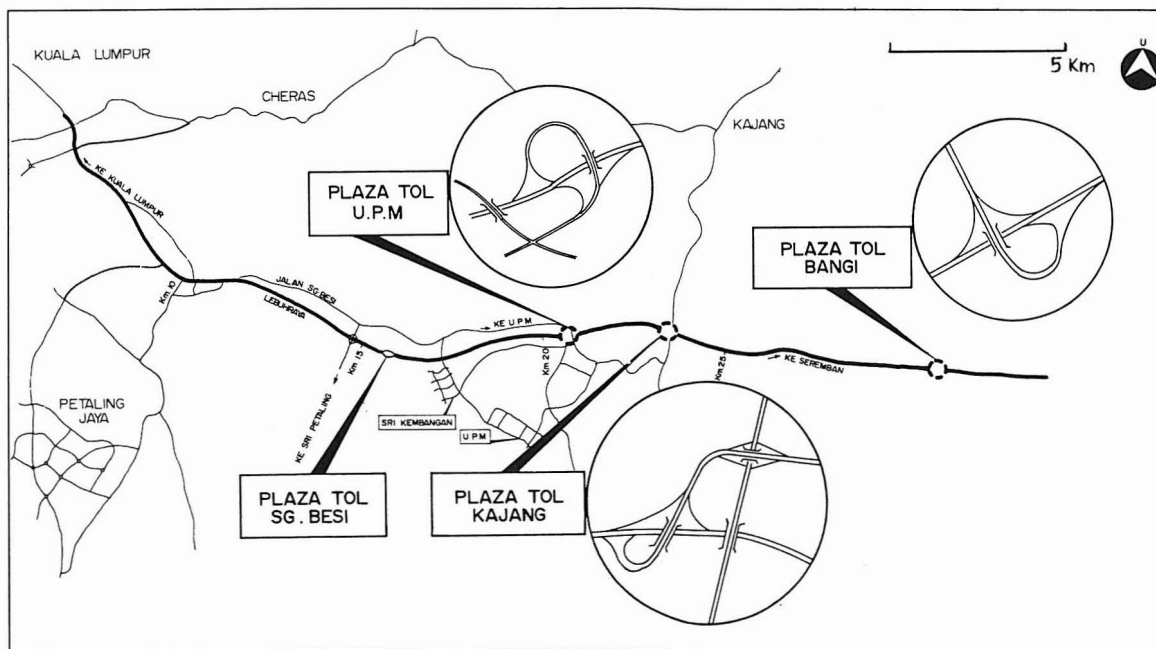 KUALA LUMPUR
CHERAS
KAJANG
5 Km
U
KE KUALA LUMPUR
PLAZA TOL
U.P.M
PLAZA TOL
BANGI
Km 10
JALAN SG. BESI
LEBUHRAYA
KE U.P.M
Km 15
Km 20
Km 25
KE SEREMBAN
PETALING
JAYA
KE SRI PETALING
SRI KEMBANGAN
U P M
PLAZA TOL
SG. BESI
PLAZA TOL
KAJANG